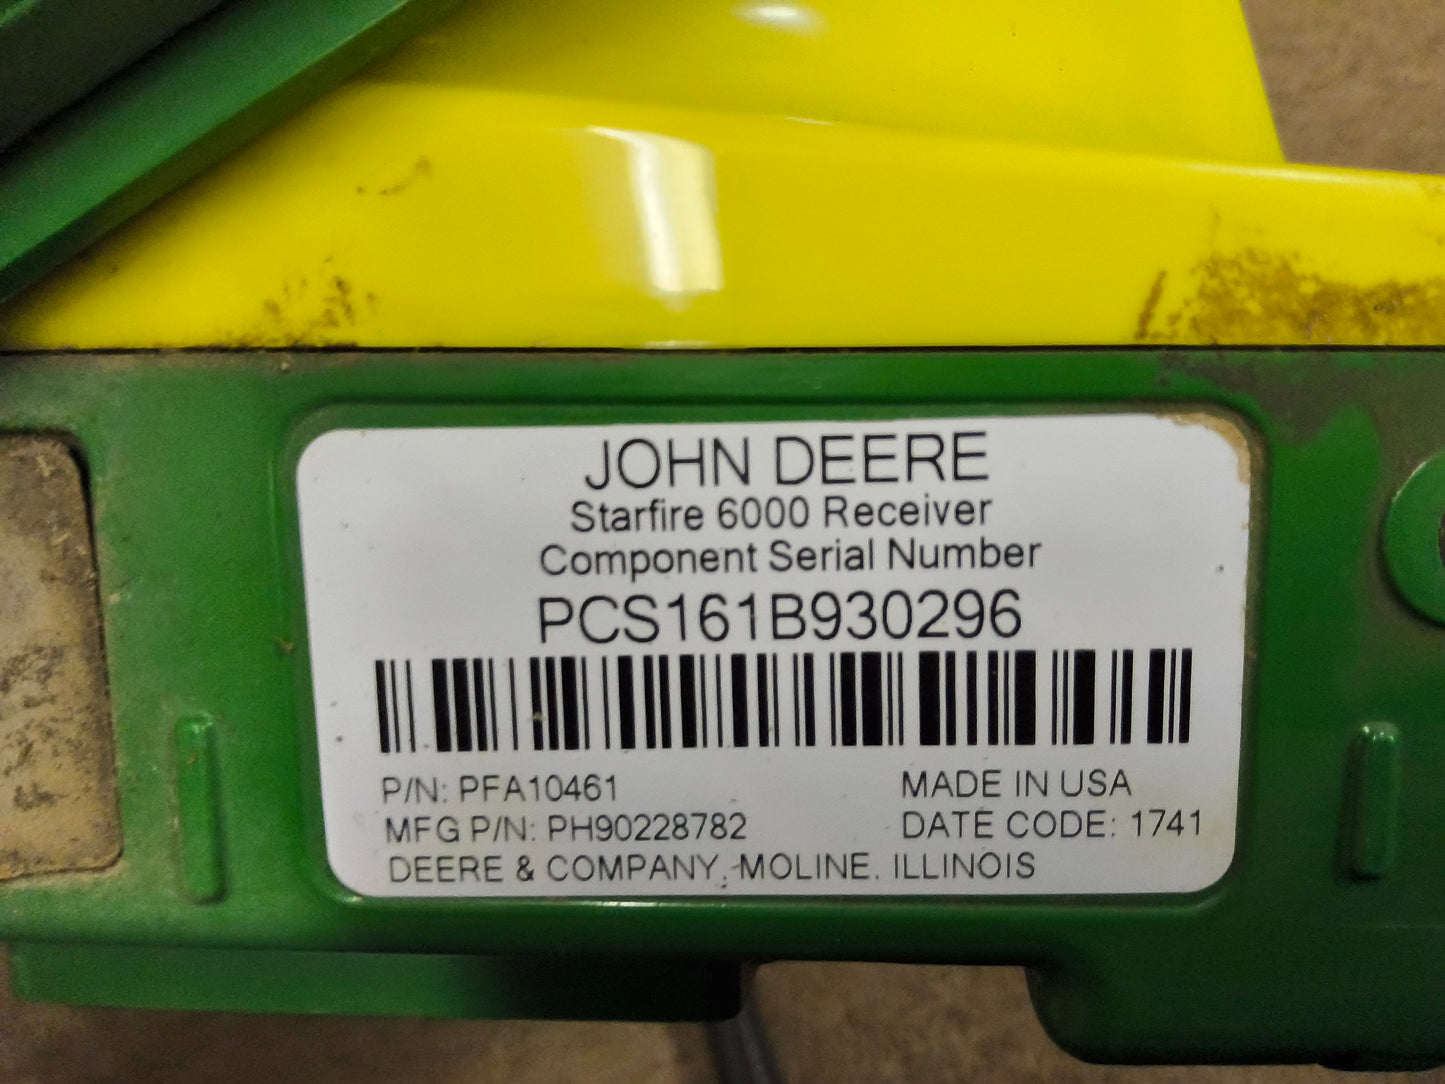 JOHN DEERE
Starfire 6000 Receiver
Component Serial Number
PCS161B930296
P/N: PFA10461 MADE IN USA
MFG P/N: PH90228782 DATE CODE: 1741
DEERE & COMPANY, MOLINE. ILLINOIS